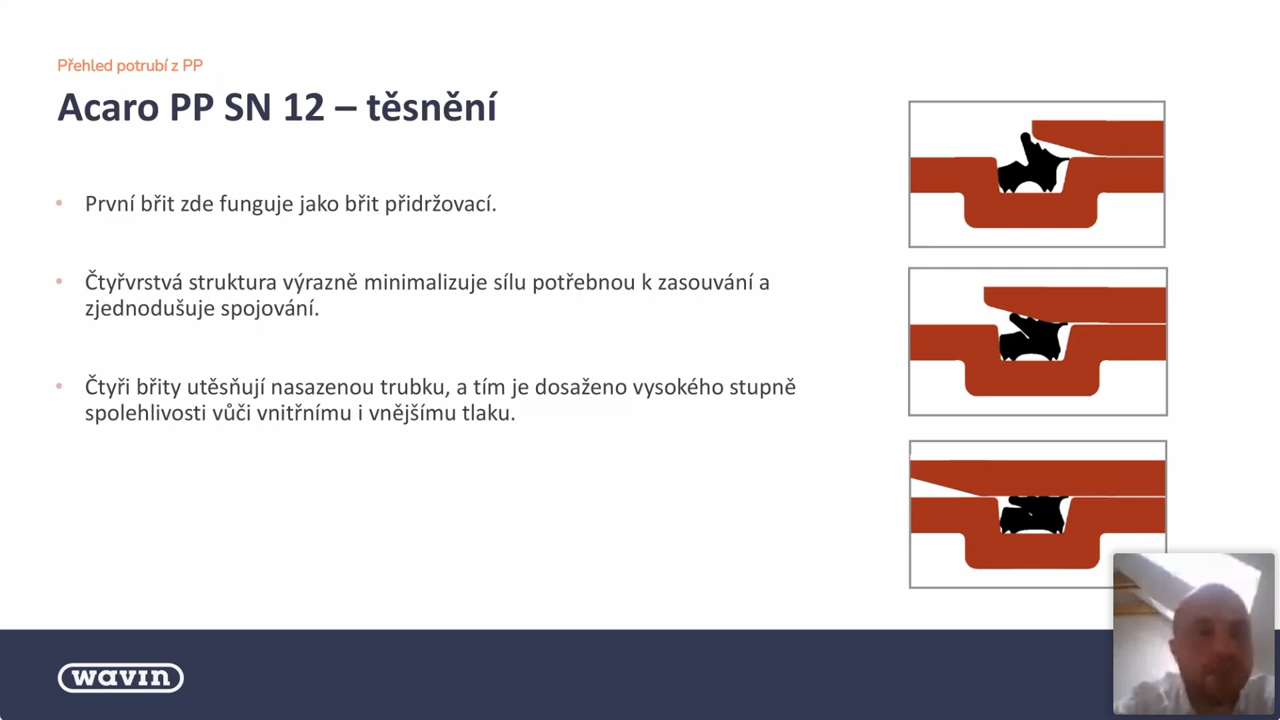 Přehled potrubí z PP
Acaro PP SN 12 – těsnění
• První břit zde funguje jako břit přidržovací.
• Čtyřvrstvá struktura výrazně minimalizuje sílu potřebnou k zasouvání a
zjednodušuje spojování.
• Čtyři břity utěsňují nasazenou trubku, a tím je dosaženo vysokého stupně
spolehlivosti vůči vnitřnímu i vnějšímu tlaku.
wavin